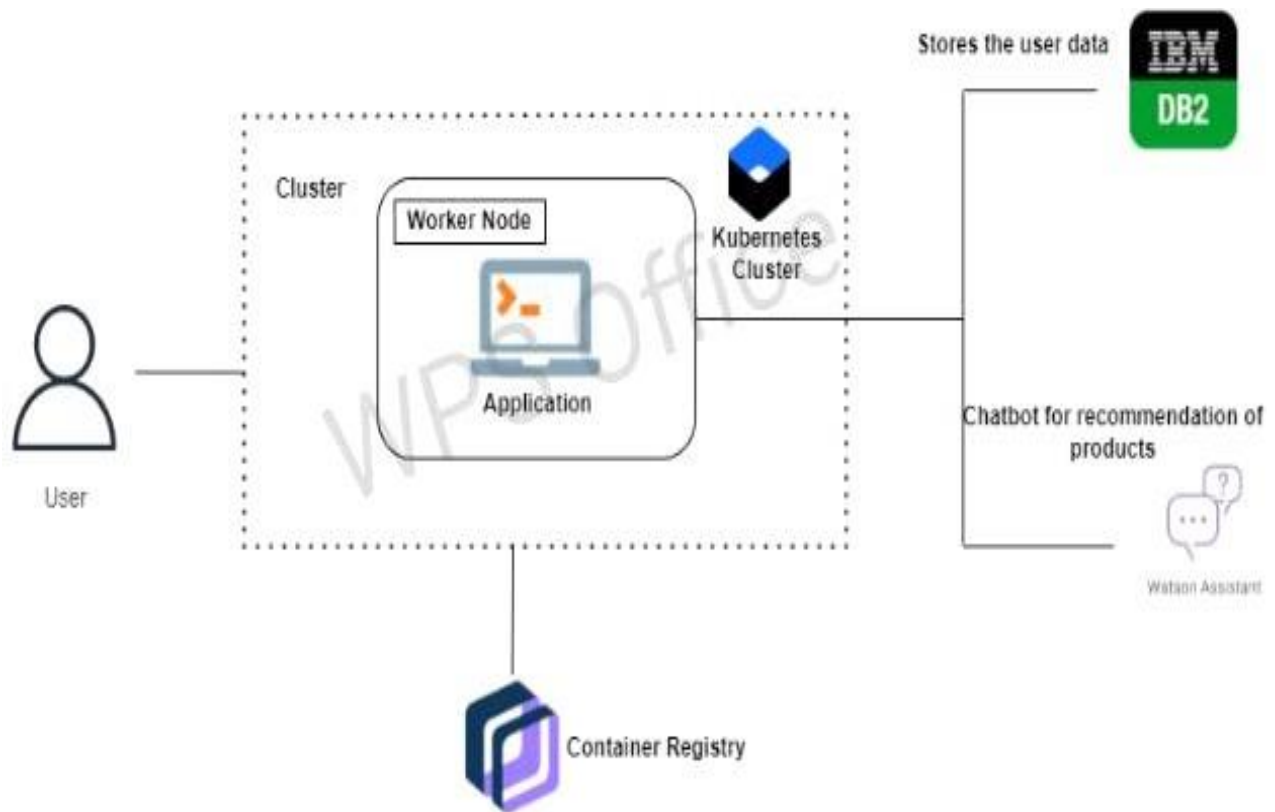 Stores the user data
IBM
DB2
Cluster
Worker Node
Kubernetes
Cluster
Application
WPS Office
Chatbot for recommendation of
products
User
?
Watson Assistant
Container Registry